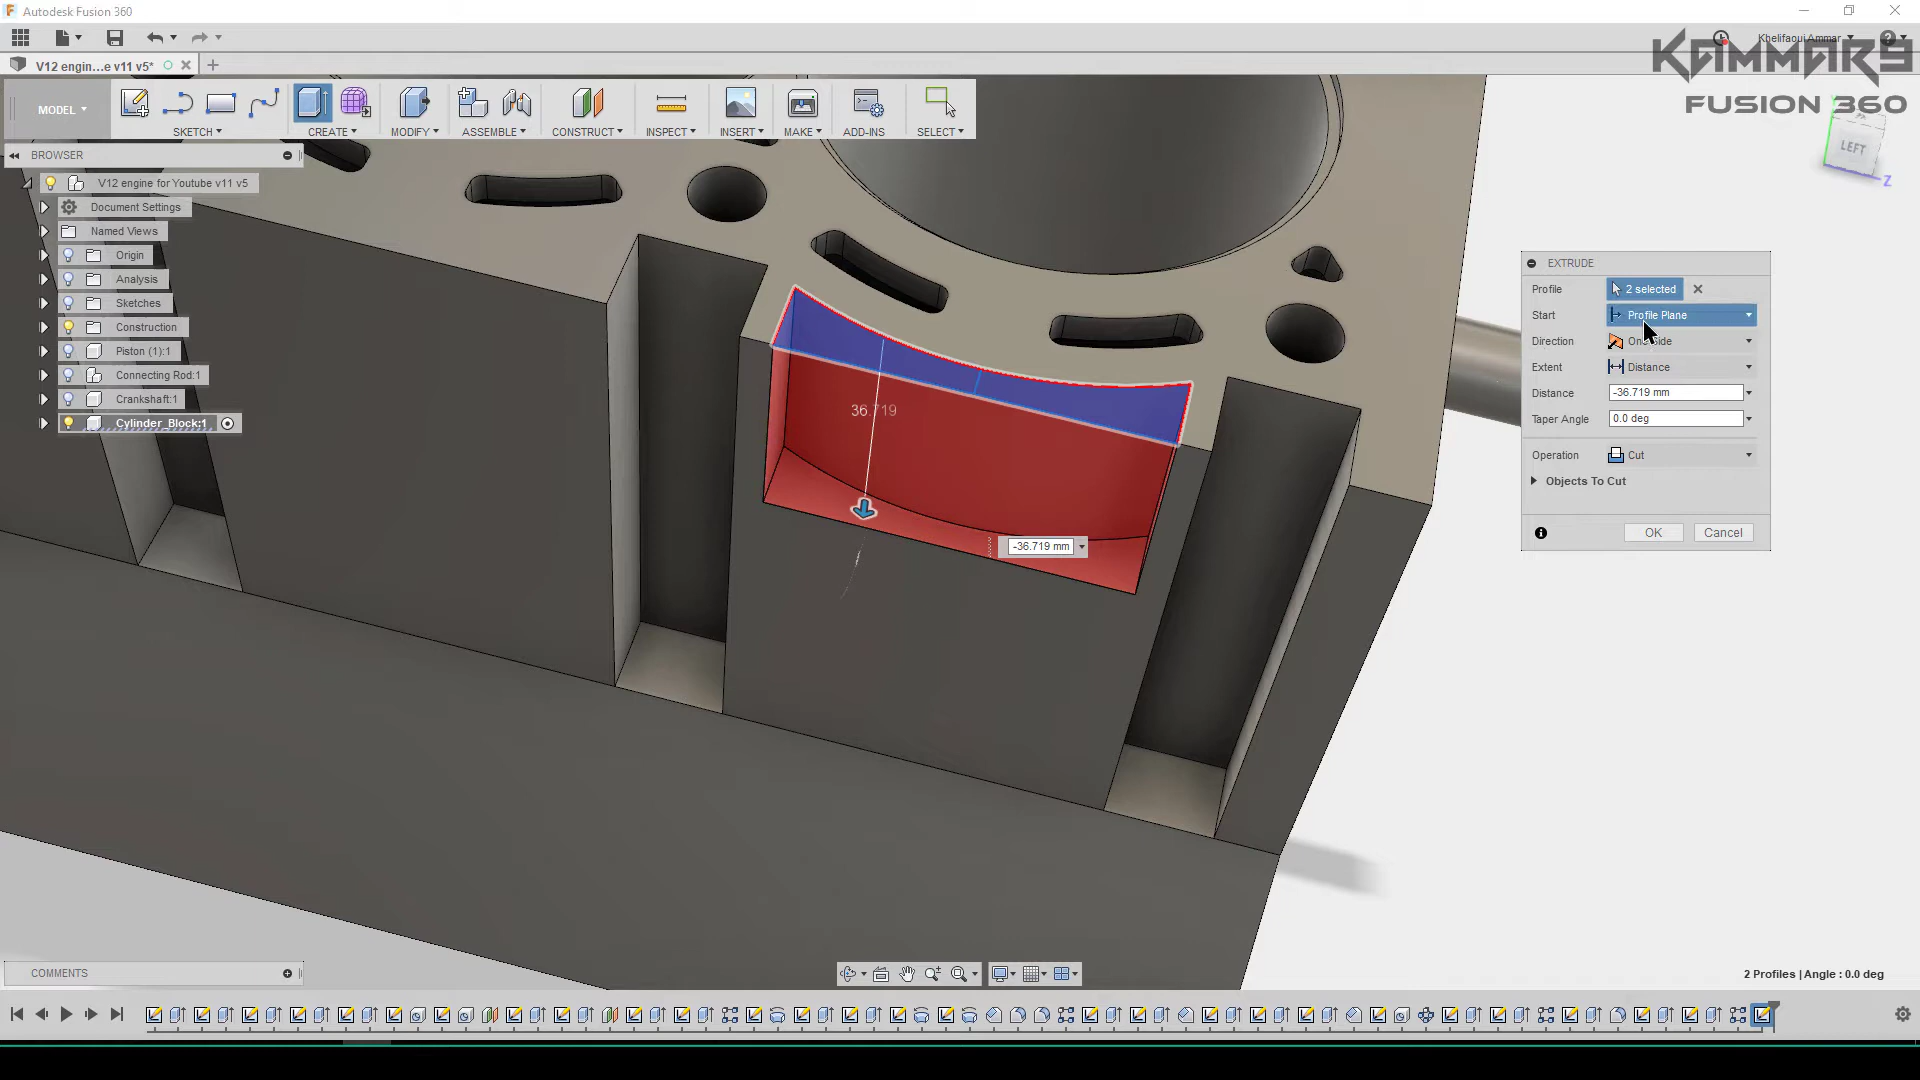 Autodesk Fusion 360
Khelifaoui Ammar
KAMMAR9
FUSION 360
V12 engin...e v11 v5*
MODEL
SKETCH
CREATE
MODIFY
ASSEMBLE
CONSTRUCT
INSPECT
INSERT
MAKE
ADD-INS
SELECT
LEFT
Z
BROWSER
V12 engine for Youtube v11 v5
Document Settings
Named Views
Origin
Analysis
Sketches
Construction
Piston (1):1
Connecting Rod:1
Crankshaft:1
Cylinder_Block:1
36.719
-36.719 mm
EXTRUDE
Profile 2 selected
Start Profile Plane
Direction One Side
Extent Distance
Distance -36.719 mm
Taper Angle 0.0 deg
Operation Cut
Objects To Cut
OK Cancel
COMMENTS
2 Profiles | Angle : 0.0 deg